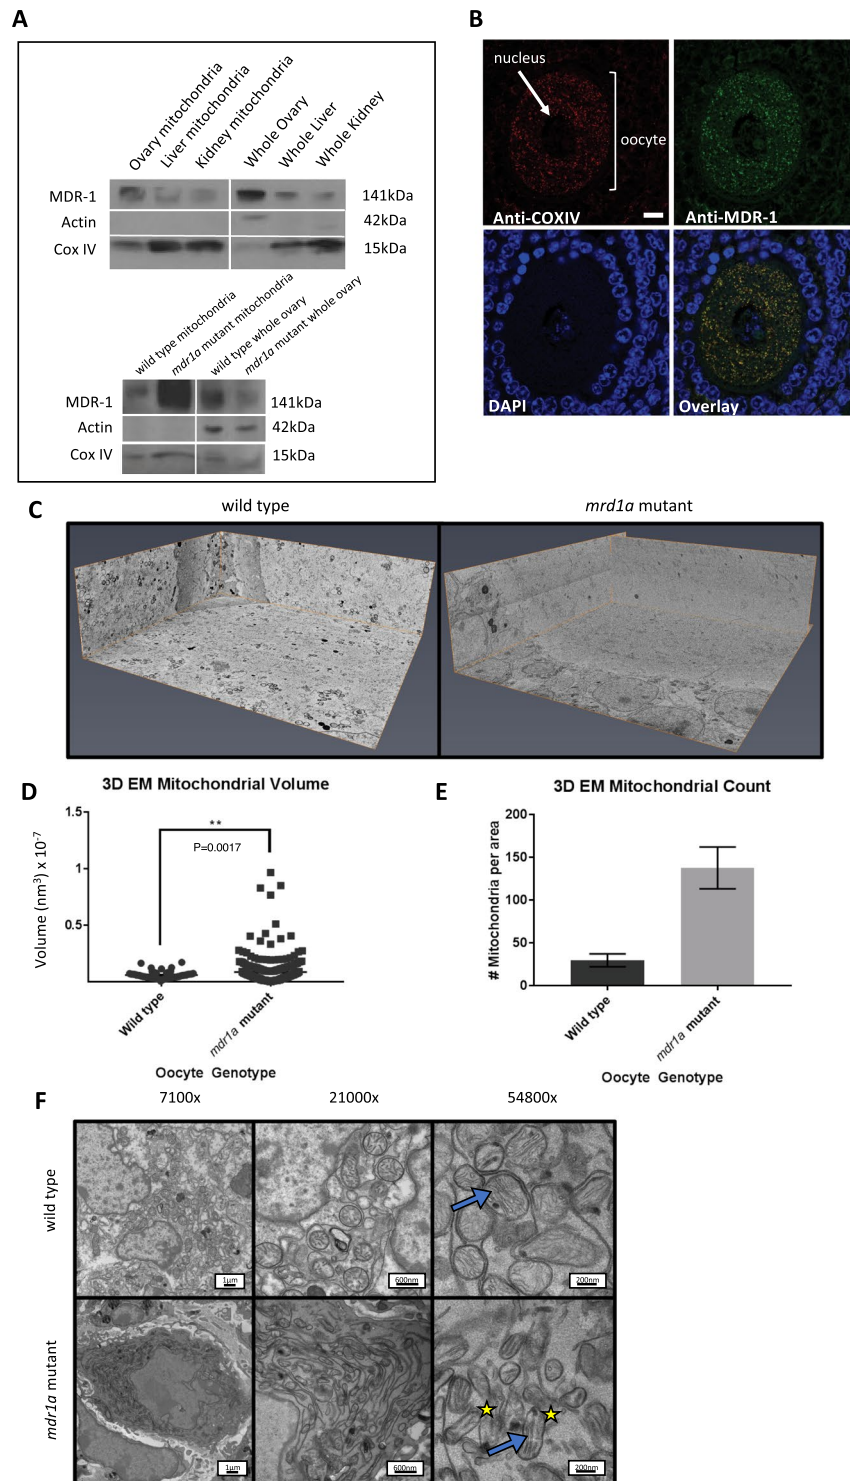 A
Ovary mitochondria
Liver mitochondria
Kidney mitochondria
Whole Ovary
Whole Liver
Whole Kidney
MDR-1
141kDa
Actin
42kDa
Cox IV
15kDa
wild type mitochondria
mdr1a mutant mitochondria
wild type whole ovary
mdr1a mutant whole ovary
MDR-1
141kDa
Actin
42kDa
Cox IV
15kDa
B
nucleus
oocyte
Anti-COXIV
Anti-MDR-1
DAPI
Overlay
C
wild type
mrd1a mutant
D
3D EM Mitochondrial Volume
Volume (nm³) x 10⁻⁷
1.5
1
0.5
**
P=0.0017
Wild type
mdr1a mutant
Oocyte Genotype
E
3D EM Mitochondrial Count
# Mitochondria per area
200
150
100
50
0
Wild type
mdr1a mutant
Oocyte Genotype
F
7100x
21000x
54800x
wild type
1µm
600nm
200nm
mdr1a mutant
1µm
600nm
200nm